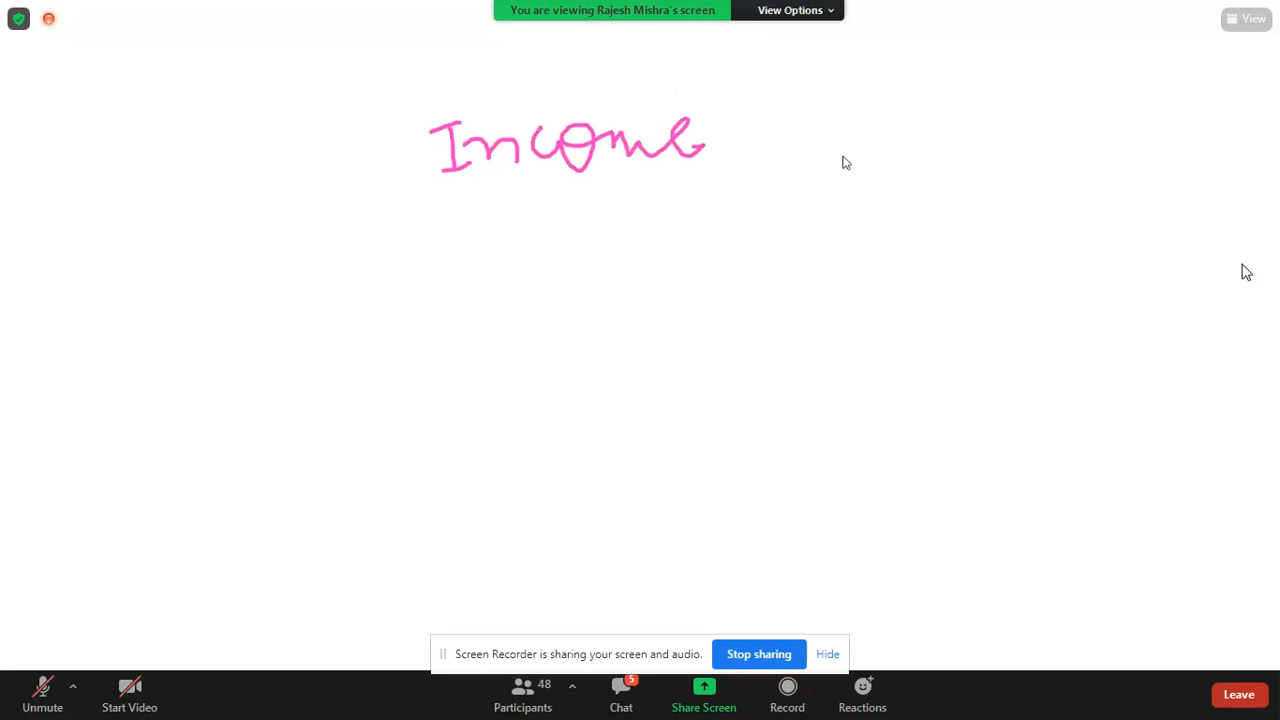 You are viewing Rajesh Mishra's screen
View Options
View
Income
Screen Recorder is sharing your screen and audio.
Stop sharing
Hide
Unmute
Start Video
48
Participants
5
Chat
Share Screen
Record
Reactions
Leave